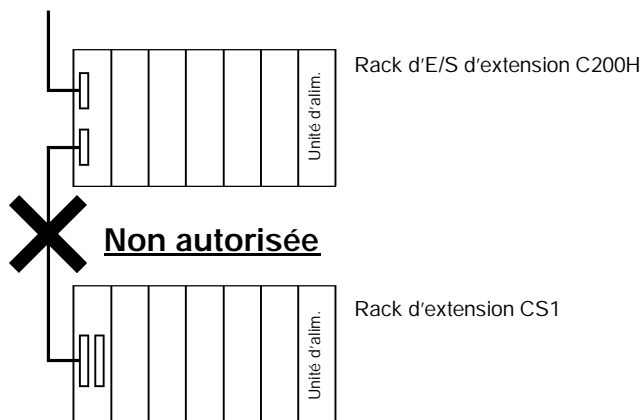 Rack d'E/S d'extension C200H
Unité d'alim.
Non autorisée
Rack d'extension CS1
Unité d'alim.